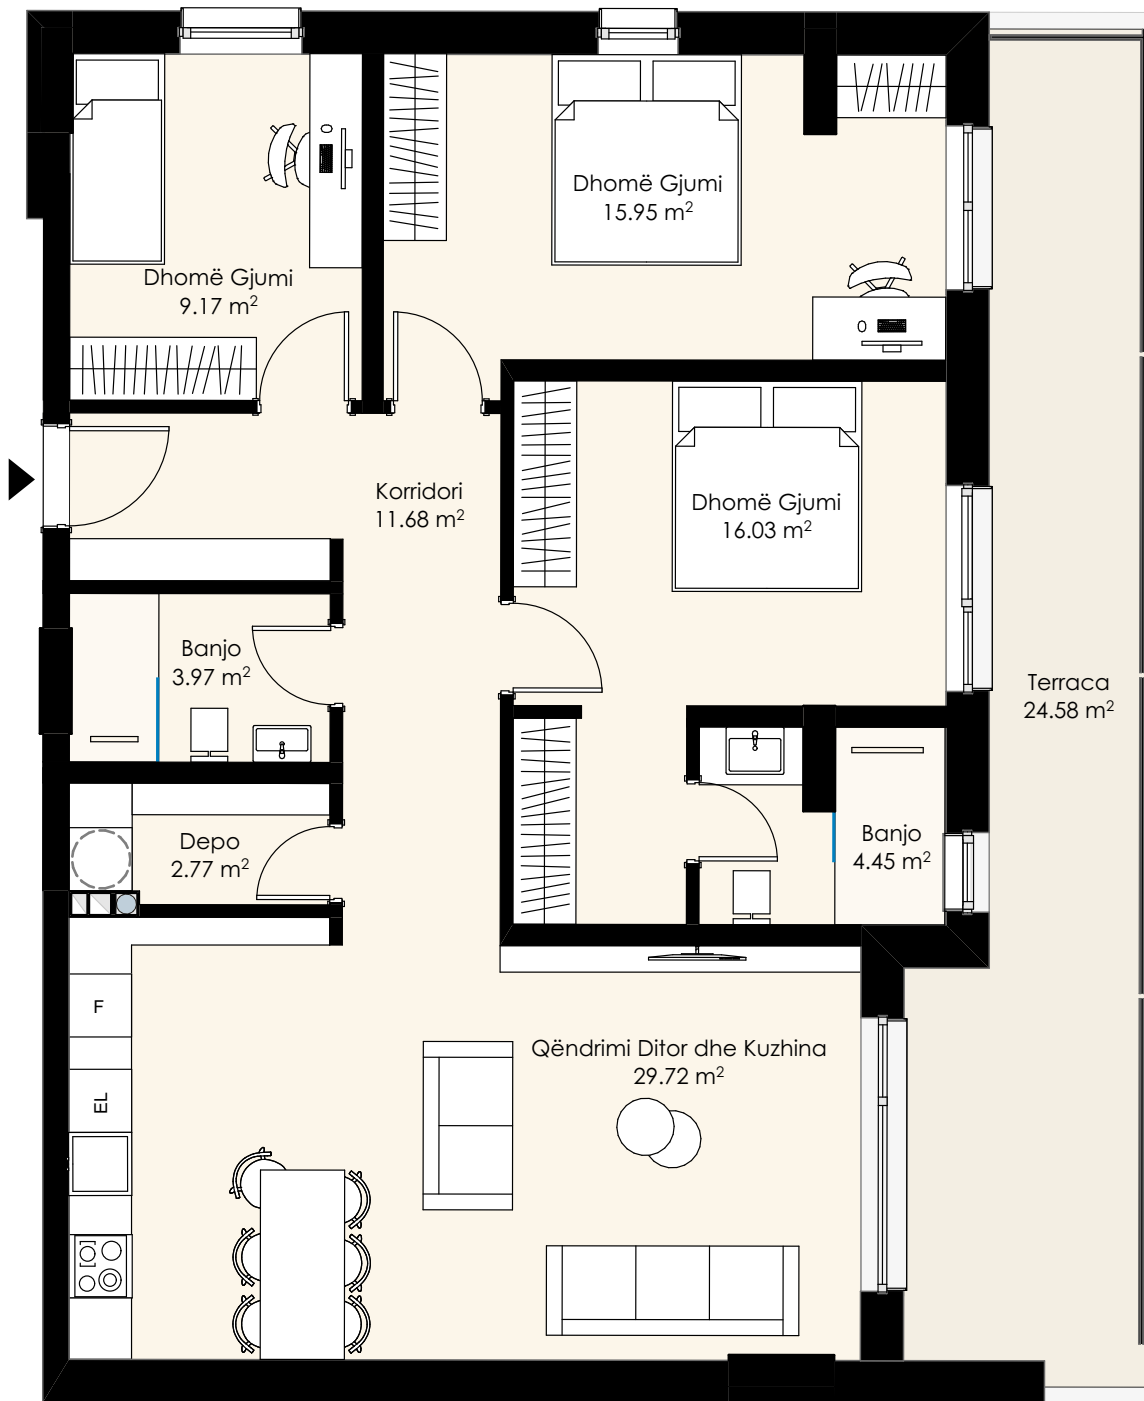 Dhomë Gjumi
15.95 m²
Dhomë Gjumi
9.17 m²
Korridori
11.68 m²
Dhomë Gjumi
16.03 m²
Banjo
3.97 m²
Terraca
24.58 m²
Depo
2.77 m²
Banjo
4.45 m²
F
Qëndrimi Ditor dhe Kuzhina
29.72 m²
EL